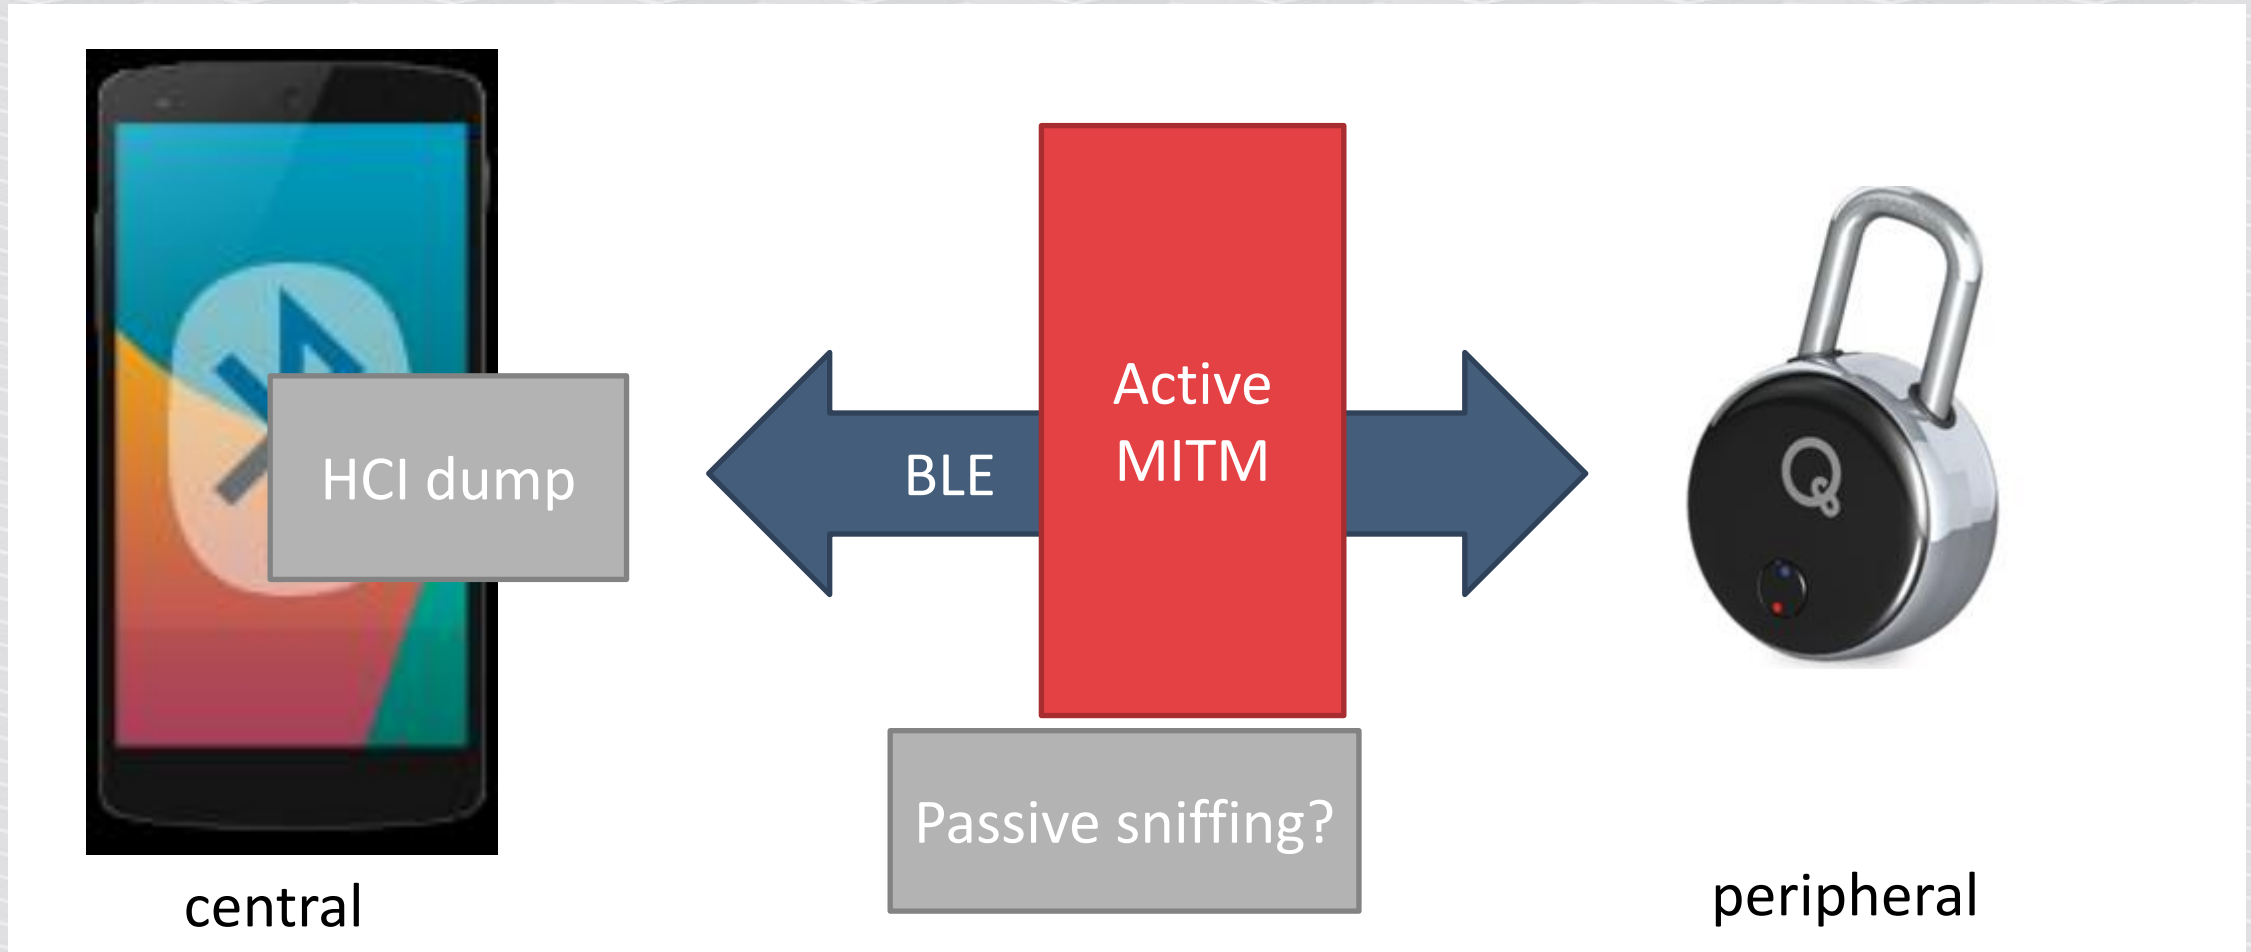 HCI dump
BLE
Active
MITM
Q
Passive sniffing?
central
peripheral